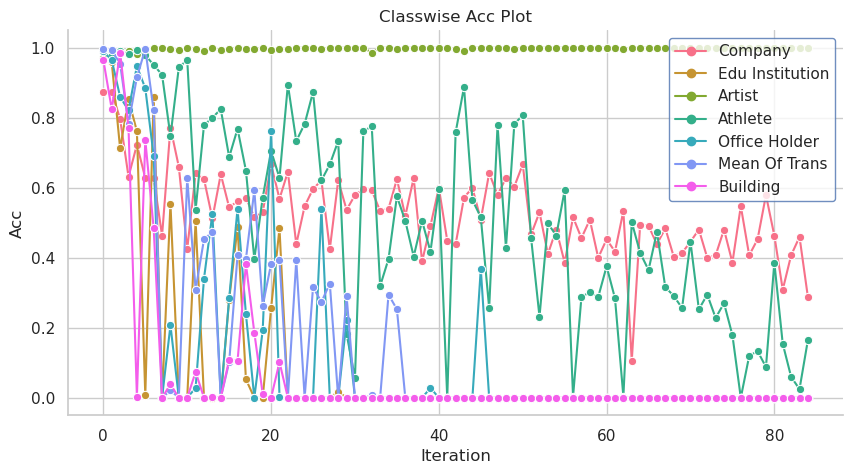 Classwise Acc Plot
1.0
0.8
0.6
0.4
0.2
0.0
Acc
0
20
40
60
80
Iteration
Company
Edu Institution
Artist
Athlete
Office Holder
Mean Of Trans
Building